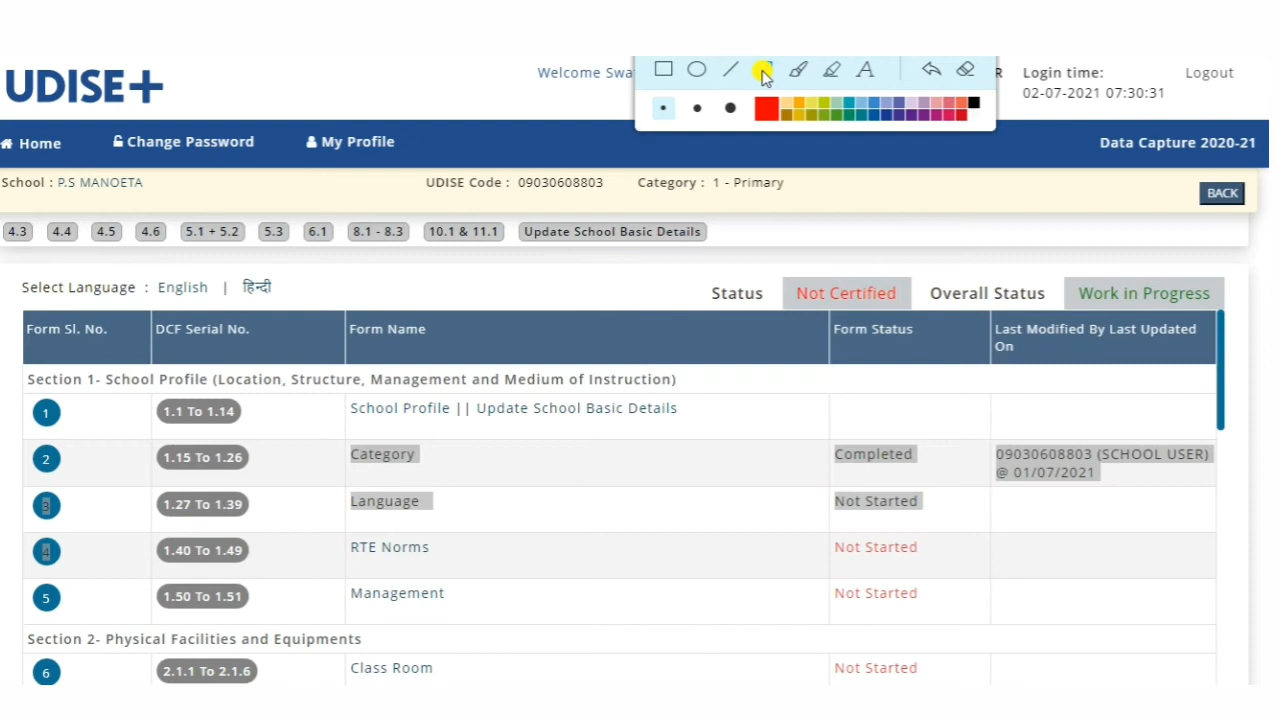 UDISE+
Welcome Swa
R
Login time:
02-07-2021 07:30:31
Logout
A
Home
Change Password
My Profile
Data Capture 2020-21
School : P.S MANOETA
UDISE Code : 09030608803
Category : 1 - Primary
BACK
4.3 4.4 4.5 4.6 5.1 + 5.2 5.3 6.1 8.1 - 8.3 10.1 & 11.1 Update School Basic Details
Select Language : English | हिन्दी
Status Not Certified Overall Status Work in Progress
Form Sl. No. DCF Serial No. Form Name Form Status Last Modified By Last Updated
On
Section 1- School Profile (Location, Structure, Management and Medium of Instruction)
1 1.1 To 1.14 School Profile || Update School Basic Details
2 1.15 To 1.26 Category Completed 09030608803 (SCHOOL USER)
@ 01/07/2021
3 1.27 To 1.39 Language Not Started
4 1.40 To 1.49 RTE Norms Not Started
5 1.50 To 1.51 Management Not Started
Section 2- Physical Facilities and Equipments
6 2.1.1 To 2.1.6 Class Room Not Started